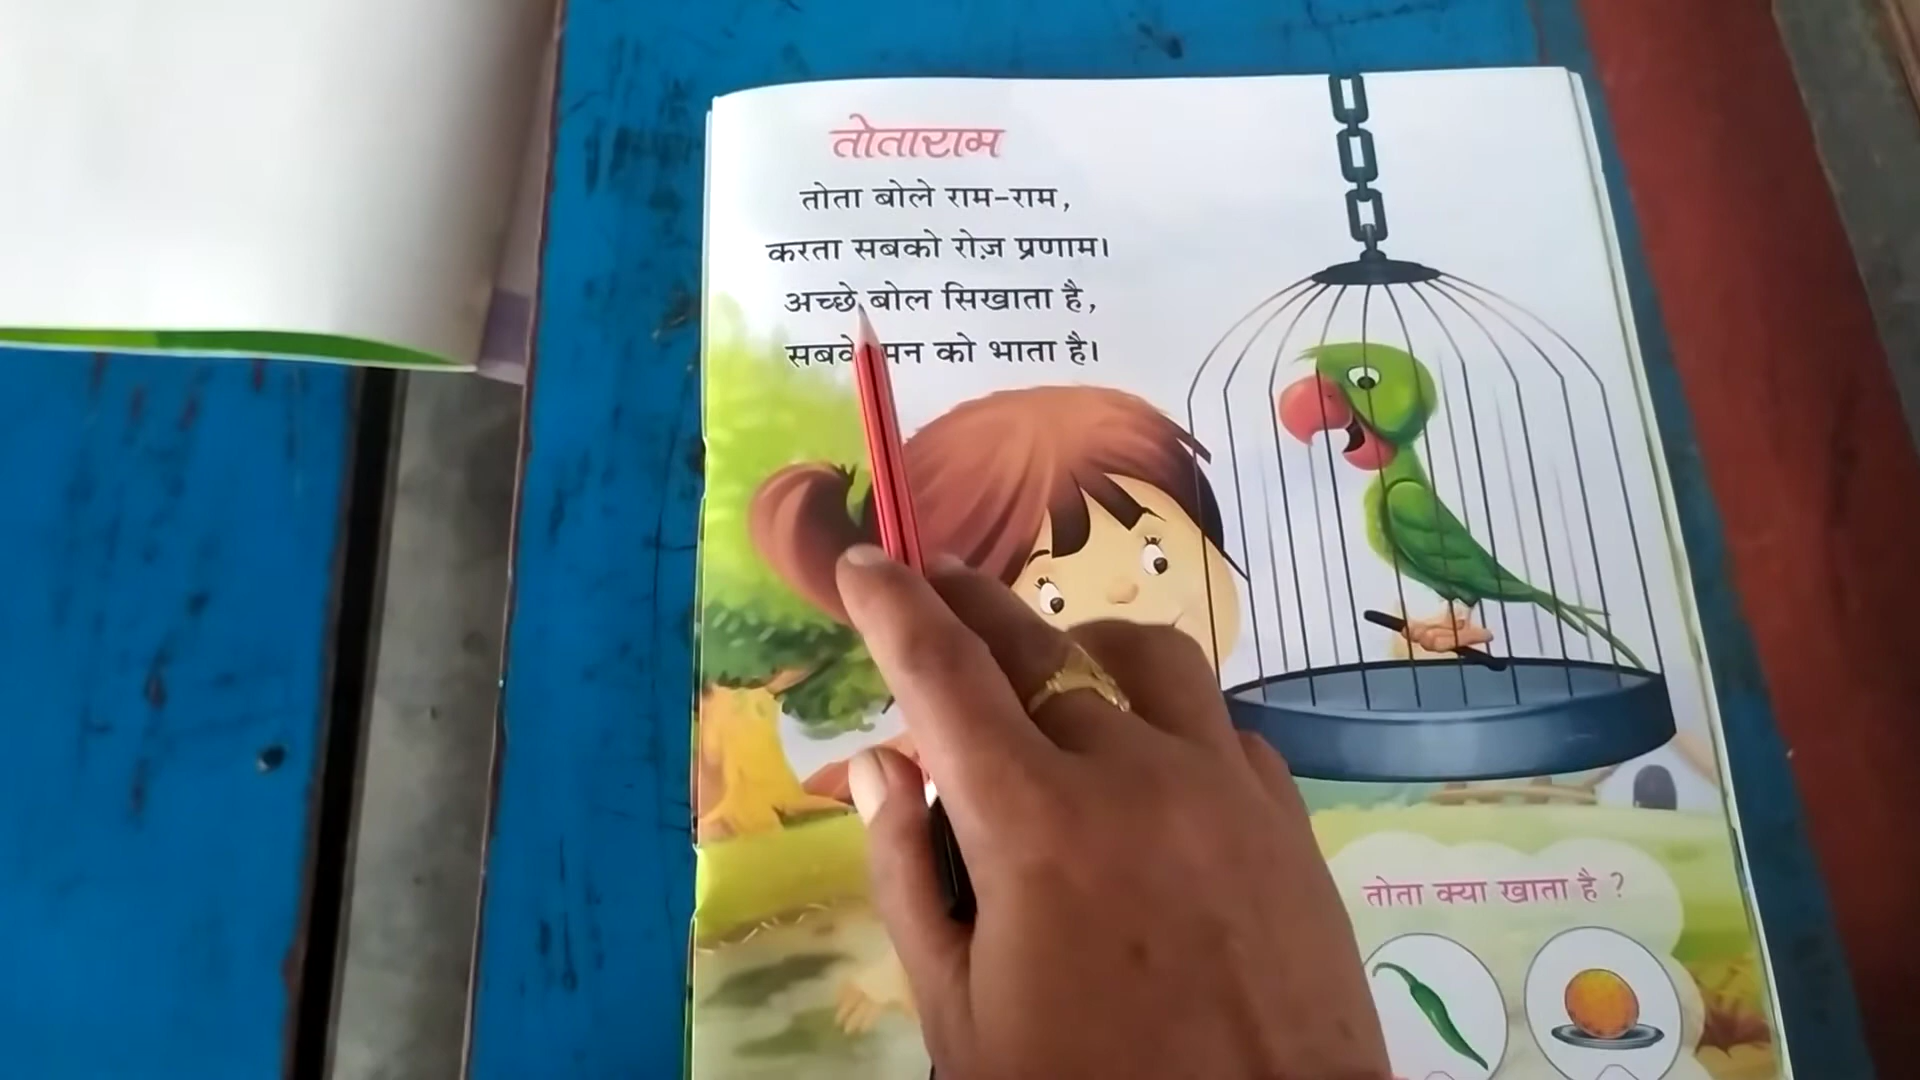 तोताराम
तोता बोले राम-राम,
करता सबको रोज़ प्रणाम।
अच्छे बोल सिखाता है,
मन को भाता है।
तोता क्या खाता है ?